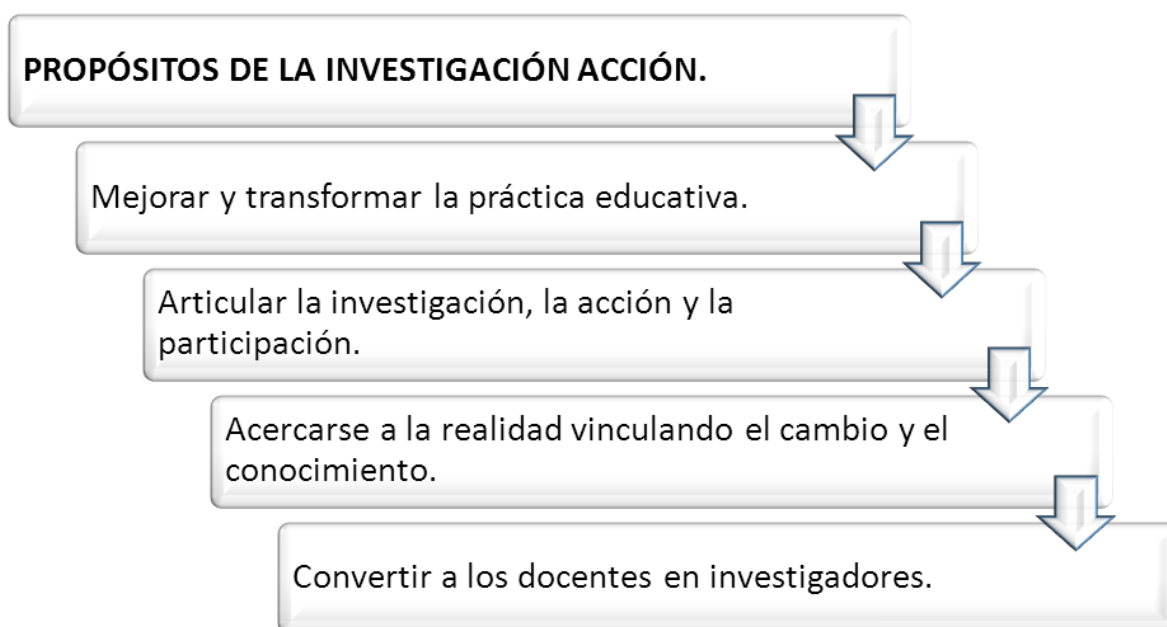 PROPÓSITOS DE LA INVESTIGACIÓN ACCIÓN.
Mejorar y transformar la práctica educativa.
Articular la investigación, la acción y la
participación.
Acercarse a la realidad vinculando el cambio y el
conocimiento.
Convertir a los docentes en investigadores.